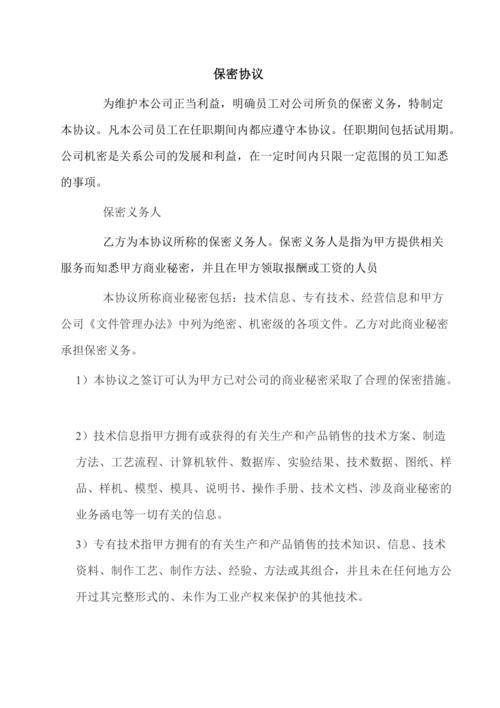 保密协议
为维护本公司正当利益，明确员工对公司所负的保密义务，特制定
本协议。凡本公司员工在任职期间内都应遵守本协议。任职期间包括试用期。
公司机密是关系公司的发展和利益，在一定时间内只限一定范围的员工知悉
的事项。
保密义务人
乙方为本协议所称的保密义务人。保密义务人是指为甲方提供相关
服务而知悉甲方商业秘密，并且在甲方领取报酬或工资的人员
本协议所称商业秘密包括：技术信息、专有技术、经营信息和甲方
公司《文件管理办法》中列为绝密、机密级的各项文件。乙方对此商业秘密
承担保密义务。
1）本协议之签订可认为甲方已对公司的商业秘密采取了合理的保密措施。
2）技术信息指甲方拥有或获得的有关生产和产品销售的技术方案、制造
方法、工艺流程、计算机软件、数据库、实验结果、技术数据、图纸、样
品、样机、模型、模具、说明书、操作手册、技术文档、涉及商业秘密的
业务函电等一切有关的信息。
3）专有技术指甲方拥有的有关生产和产品销售的技术知识、信息、技术
资料、制作工艺、制作方法、经验、方法或其组合，并且未在任何地方公
开过其完整形式的、未作为工业产权来保护的其他技术。